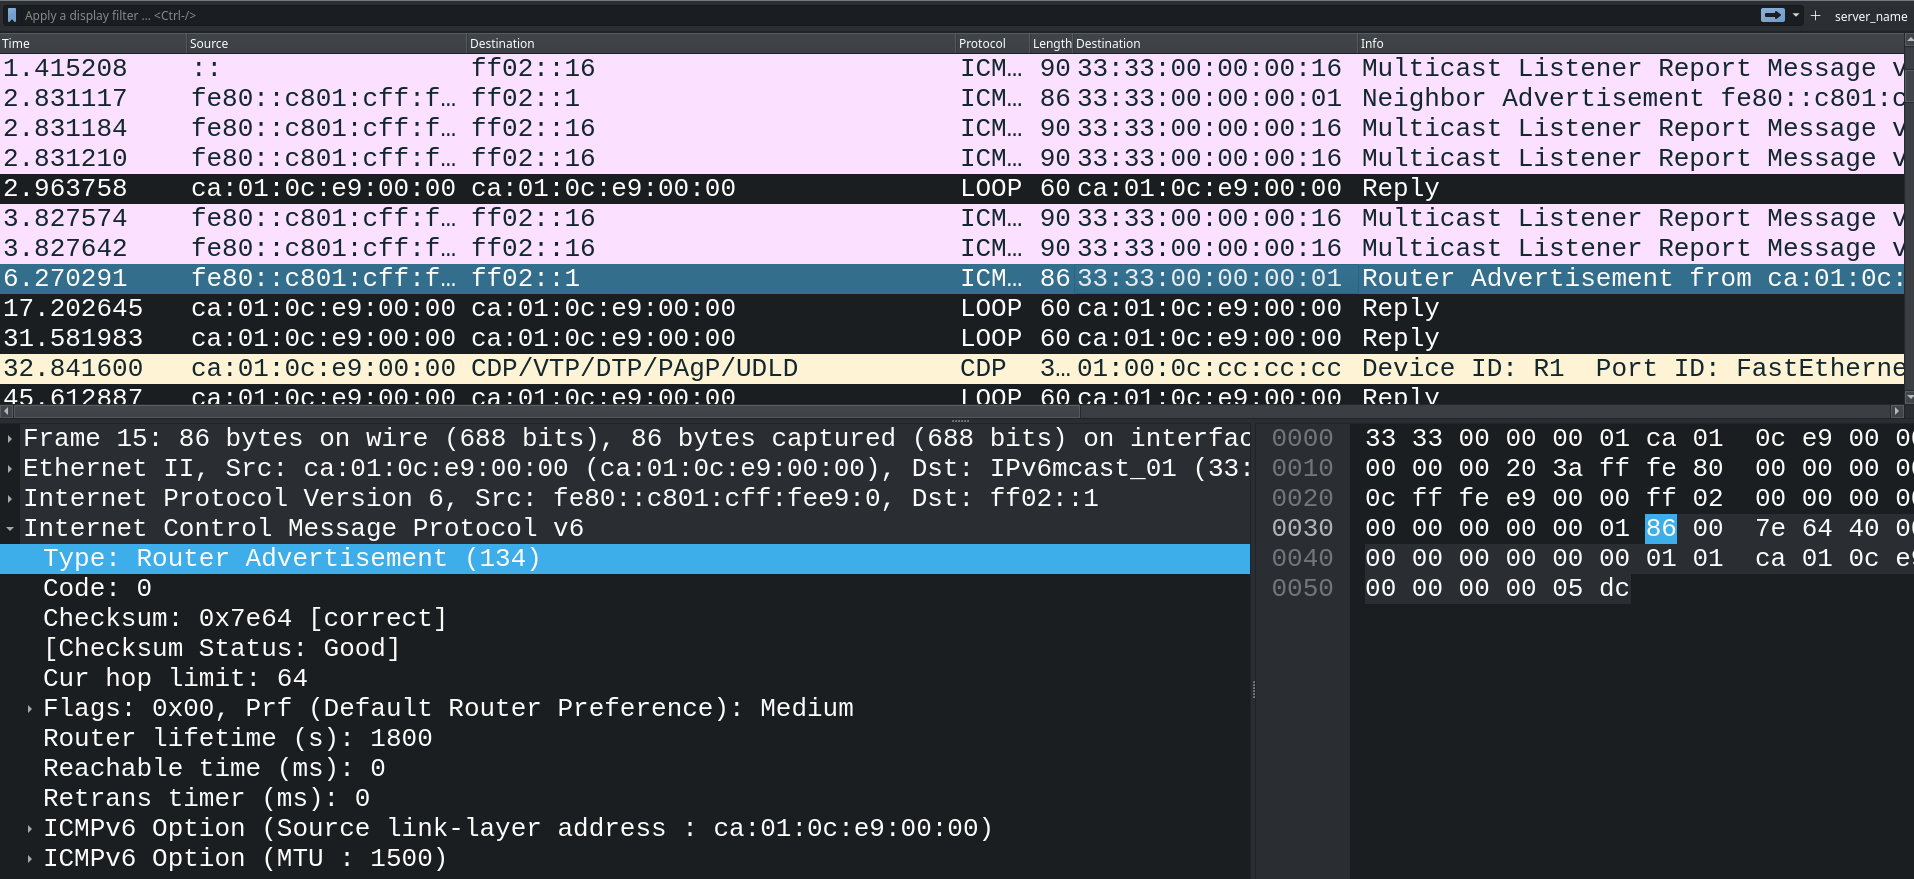 Apply a display filter ... <Ctrl-/> + server_name
Time Source Destination Protocol Length Destination Info
1.415208 :: ff02::16 ICM… 90 33:33:00:00:00:16 Multicast Listener Report Message v
2.831117 fe80::c801:cff:f… ff02::1 ICM… 86 33:33:00:00:00:01 Neighbor Advertisement fe80::c801:c
2.831184 fe80::c801:cff:f… ff02::16 ICM… 90 33:33:00:00:00:16 Multicast Listener Report Message v
2.831210 fe80::c801:cff:f… ff02::16 ICM… 90 33:33:00:00:00:16 Multicast Listener Report Message v
2.963758 ca:01:0c:e9:00:00 ca:01:0c:e9:00:00 LOOP 60 ca:01:0c:e9:00:00 Reply
3.827574 fe80::c801:cff:f… ff02::16 ICM… 90 33:33:00:00:00:16 Multicast Listener Report Message v
3.827642 fe80::c801:cff:f… ff02::16 ICM… 90 33:33:00:00:00:16 Multicast Listener Report Message v
6.270291 fe80::c801:cff:f… ff02::1 ICM… 86 33:33:00:00:00:01 Router Advertisement from ca:01:0c:
17.202645 ca:01:0c:e9:00:00 ca:01:0c:e9:00:00 LOOP 60 ca:01:0c:e9:00:00 Reply
31.581983 ca:01:0c:e9:00:00 ca:01:0c:e9:00:00 LOOP 60 ca:01:0c:e9:00:00 Reply
32.841600 ca:01:0c:e9:00:00 CDP/VTP/DTP/PAgP/UDLD CDP 3… 01:00:0c:cc:cc:cc Device ID: R1  Port ID: FastEtherne
45.612887 ca:01:0c:e9:00:00 ca:01:0c:e9:00:00 LOOP 60 ca:01:0c:e9:00:00 Reply
Frame 15: 86 bytes on wire (688 bits), 86 bytes captured (688 bits) on interfac
Ethernet II, Src: ca:01:0c:e9:00:00 (ca:01:0c:e9:00:00), Dst: IPv6mcast_01 (33:
Internet Protocol Version 6, Src: fe80::c801:cff:fee9:0, Dst: ff02::1
Internet Control Message Protocol v6
Type: Router Advertisement (134)
Code: 0
Checksum: 0x7e64 [correct]
[Checksum Status: Good]
Cur hop limit: 64
Flags: 0x00, Prf (Default Router Preference): Medium
Router lifetime (s): 1800
Reachable time (ms): 0
Retrans timer (ms): 0
ICMPv6 Option (Source link-layer address : ca:01:0c:e9:00:00)
ICMPv6 Option (MTU : 1500)
0000 33 33 00 00 00 01 ca 01 0c e9 00 00
0010 00 00 00 20 3a ff fe 80 00 00 00 00
0020 0c ff fe e9 00 00 ff 02 00 00 00 00
0030 00 00 00 00 00 01 86 00 7e 64 40 00
0040 00 00 00 00 00 00 01 01 ca 01 0c e9
0050 00 00 00 00 05 dc